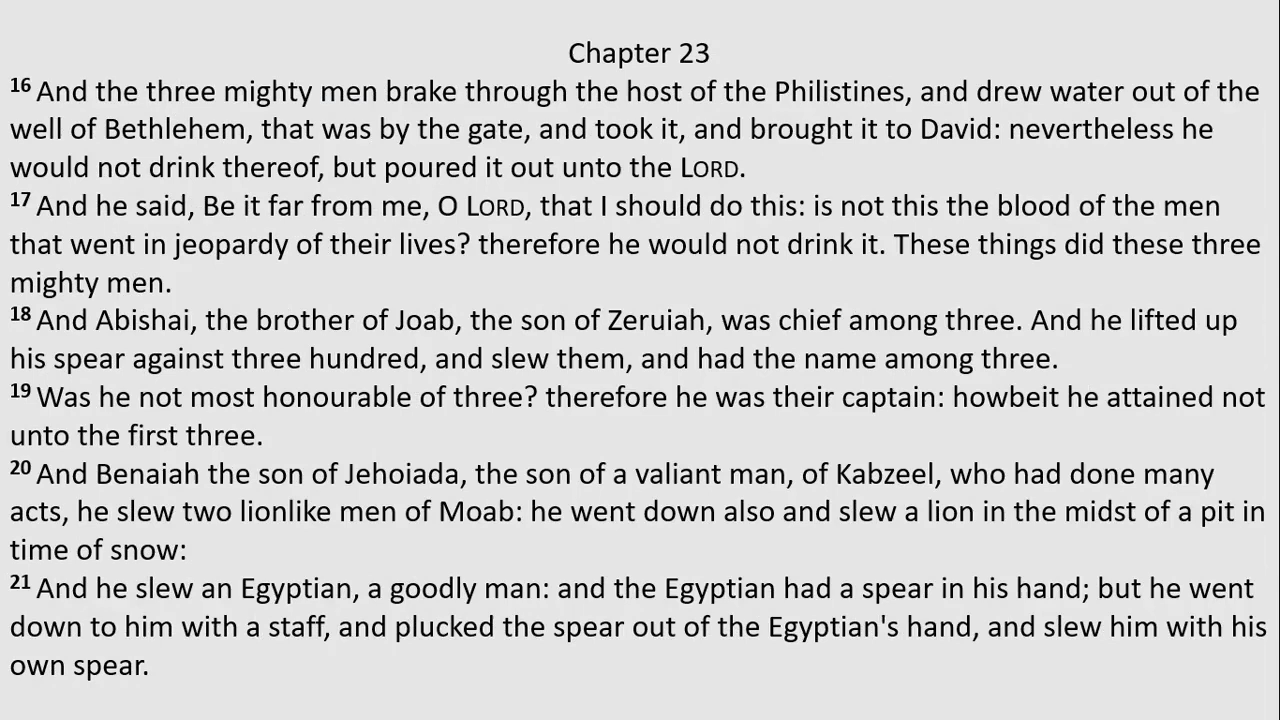 Chapter 23
16 And the three mighty men brake through the host of the Philistines, and drew water out of the
well of Bethlehem, that was by the gate, and took it, and brought it to David: nevertheless he
would not drink thereof, but poured it out unto the LORD.
17 And he said, Be it far from me, O LORD, that I should do this: is not this the blood of the men
that went in jeopardy of their lives? therefore he would not drink it. These things did these three
mighty men.
18 And Abishai, the brother of Joab, the son of Zeruiah, was chief among three. And he lifted up
his spear against three hundred, and slew them, and had the name among three.
19 Was he not most honourable of three? therefore he was their captain: howbeit he attained not
unto the first three.
20 And Benaiah the son of Jehoiada, the son of a valiant man, of Kabzeel, who had done many
acts, he slew two lionlike men of Moab: he went down also and slew a lion in the midst of a pit in
time of snow:
21 And he slew an Egyptian, a goodly man: and the Egyptian had a spear in his hand; but he went
down to him with a staff, and plucked the spear out of the Egyptian's hand, and slew him with his
own spear.